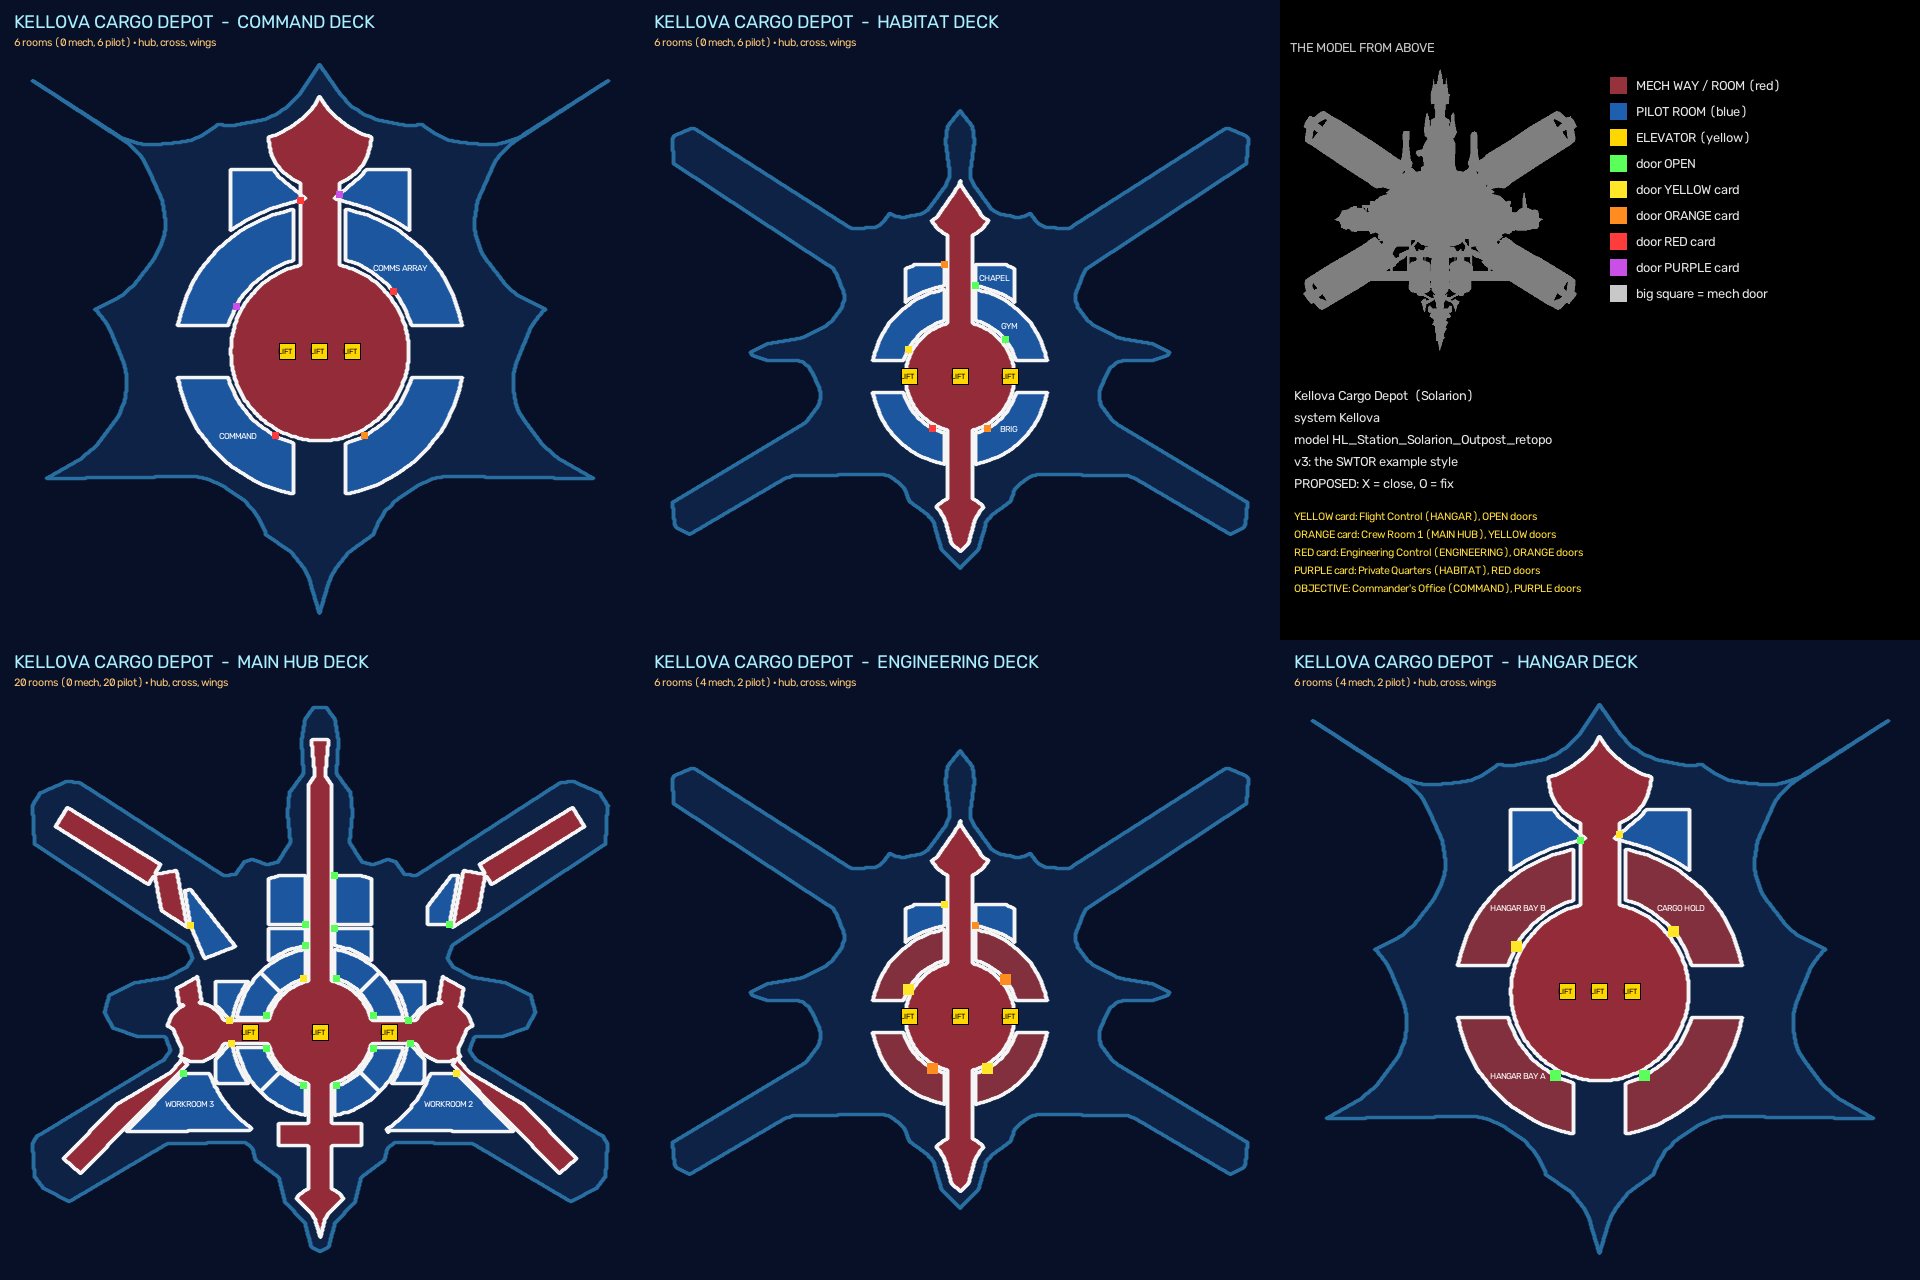 KELLOVA CARGO DEPOT - COMMAND DECK
6 rooms (0 mech, 6 pilot) • hub, cross, wings
COMMS ARRAY
LIFT LIFT LIFT
COMMAND
KELLOVA CARGO DEPOT - HABITAT DECK
6 rooms (0 mech, 6 pilot) • hub, cross, wings
CHAPEL
GYM
LIFT LIFT LIFT
BRIG
THE MODEL FROM ABOVE
MECH WAY / ROOM (red)
PILOT ROOM (blue)
ELEVATOR (yellow)
door OPEN
door YELLOW card
door ORANGE card
door RED card
door PURPLE card
big square = mech door
Kellova Cargo Depot (Solarion)
system Kellova
model HL_Station_Solarion_Outpost_retopo
v3: the SWTOR example style
PROPOSED: X = close, O = fix
YELLOW card: Flight Control (HANGAR), OPEN doors
ORANGE card: Crew Room 1 (MAIN HUB), YELLOW doors
RED card: Engineering Control (ENGINEERING), ORANGE doors
PURPLE card: Private Quarters (HABITAT), RED doors
OBJECTIVE: Commander's Office (COMMAND), PURPLE doors
KELLOVA CARGO DEPOT - MAIN HUB DECK
20 rooms (0 mech, 20 pilot) • hub, cross, wings
LIFT LIFT LIFT
WORKROOM 3
WORKROOM 2
KELLOVA CARGO DEPOT - ENGINEERING DECK
6 rooms (4 mech, 2 pilot) • hub, cross, wings
LIFT LIFT LIFT
KELLOVA CARGO DEPOT - HANGAR DECK
6 rooms (4 mech, 2 pilot) • hub, cross, wings
HANGAR BAY B
CARGO HOLD
LIFT LIFT LIFT
HANGAR BAY A